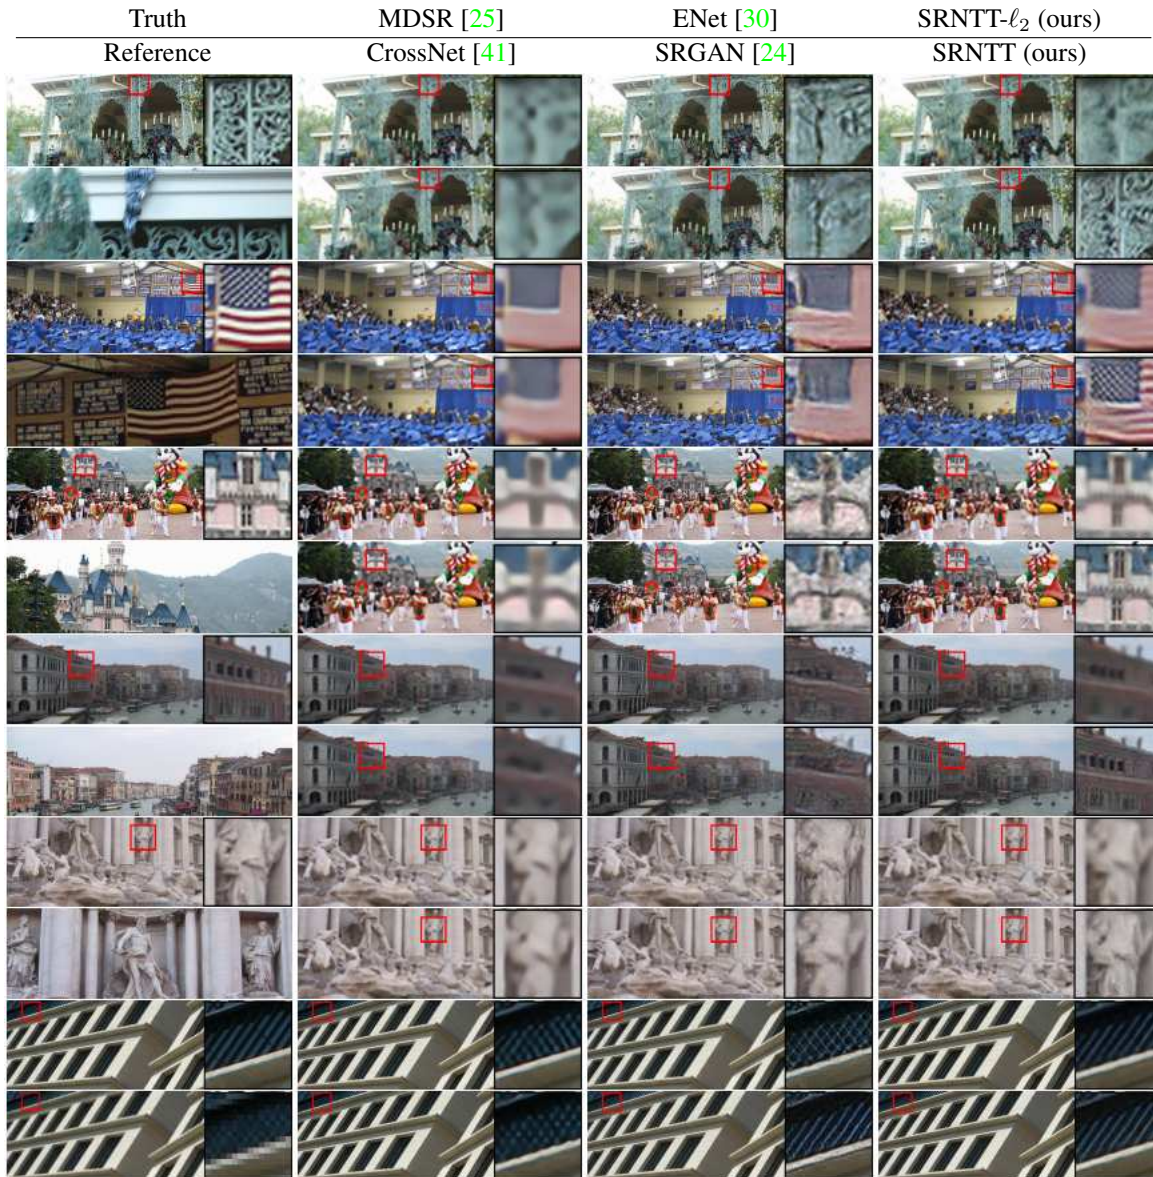 Truth MDSR [25] ENet [30] SRNTT-ℓ₂ (ours)
Reference CrossNet [41] SRGAN [24] SRNTT (ours)